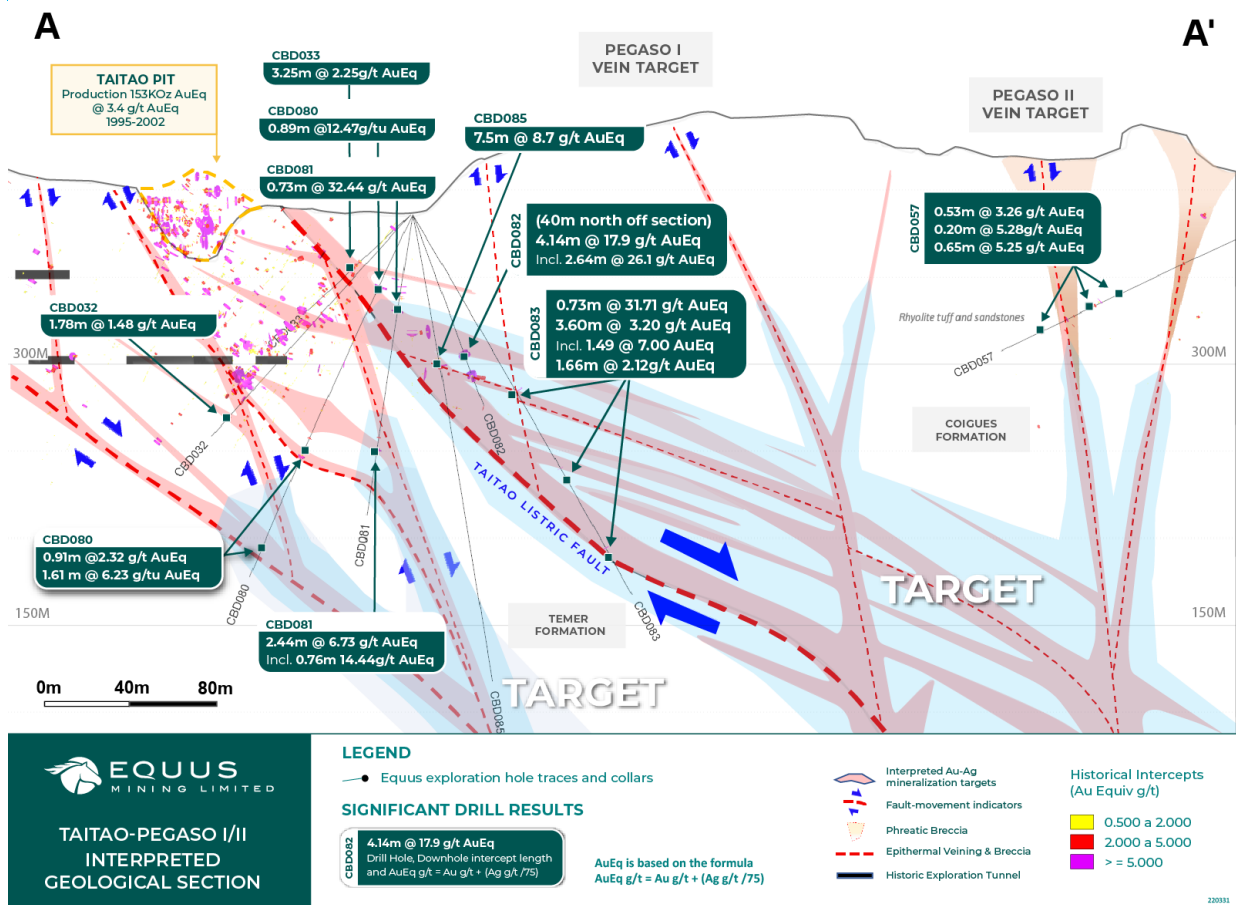 A
A'
PEGASO I
VEIN TARGET
PEGASO II
VEIN TARGET
TAITAO PIT
Production 153KOz AuEq
@ 3.4 g/t AuEq
1995-2002
CBD033
3.25m @ 2.25g/t AuEq
CBD080
0.89m @12.47g/tu AuEq
CBD081
0.73m @ 32.44 g/t AuEq
CBD085
7.5m @ 8.7 g/t AuEq
CBD082
(40m north off section)
4.14m @ 17.9 g/t AuEq
Incl. 2.64m @ 26.1 g/t AuEq
CBD057
0.53m @ 3.26 g/t AuEq
0.20m @ 5.28g/t AuEq
0.65m @ 5.25 g/t AuEq
CBD083
0.73m @ 31.71 g/t AuEq
3.60m @ 3.20 g/t AuEq
Incl. 1.49 @ 7.00 AuEq
1.66m @ 2.12g/t AuEq
CBD032
1.78m @ 1.48 g/t AuEq
Rhyolite tuff and sandstones
300M
300M
CBD057
COIGUES
FORMATION
CBD032
CBD082
TAITAO LISTRIC FAULT
CBD081
CBD080
0.91m @2.32 g/t AuEq
1.61 m @ 6.23 g/tu AuEq
CBD080
CBD083
TARGET
150M
150M
TEMER
FORMATION
CBD081
2.44m @ 6.73 g/t AuEq
Incl. 0.76m 14.44g/t AuEq
TARGET
CBD085
0m 40m 80m
EQUUS
MINING LIMITED
TAITAO-PEGASO I/II
INTERPRETED
GEOLOGICAL SECTION
LEGEND
Equus exploration hole traces and collars
SIGNIFICANT DRILL RESULTS
CBD082
4.14m @ 17.9 g/t AuEq
Drill Hole, Downhole intercept length
and AuEq g/t = Au g/t + (Ag g/t /75)
AuEq is based on the formula
AuEq g/t = Au g/t + (Ag g/t /75)
Interpreted Au-Ag
mineralization targets
Fault-movement indicators
Phreatic Breccia
Epithermal Veining & Breccia
Historic Exploration Tunnel
Historical Intercepts
(Au Equiv g/t)
0.500 a 2.000
2.000 a 5.000
> = 5.000
220331